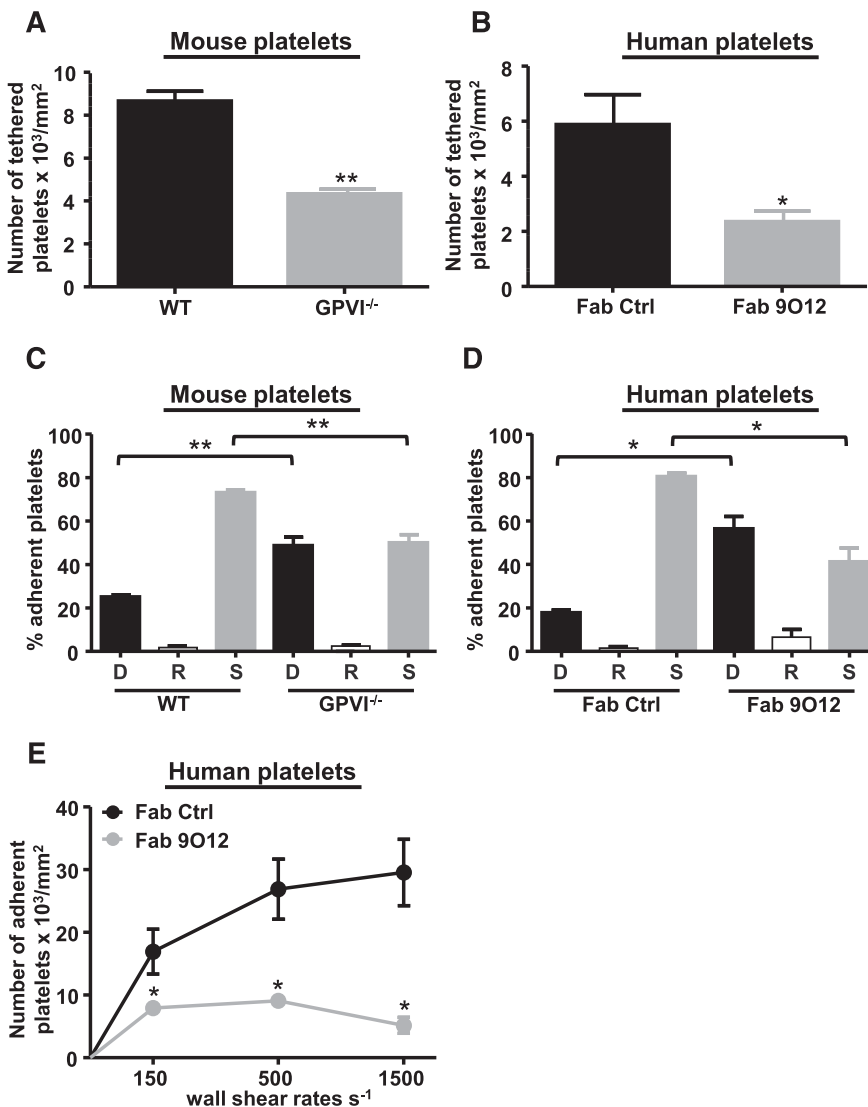 A
Mouse platelets
Number of tethered
platelets x 10³/mm²
10
8
6
4
2
0
**
WT
GPVI-/-
B
Human platelets
Number of tethered
platelets x 10³/mm²
8
6
4
2
0
*
Fab Ctrl
Fab 9O12
C
Mouse platelets
% adherent platelets
100
80
60
40
20
0
**
**
D R S D R S
WT
GPVI-/-
D
Human platelets
% adherent platelets
100
80
60
40
20
0
*
*
D R S D R S
Fab Ctrl
Fab 9O12
E
Human platelets
Number of adherent
platelets x 10³/mm²
40
30
20
10
0
Fab Ctrl
Fab 9O12
*
*
*
150 500 1500
wall shear rates s-1